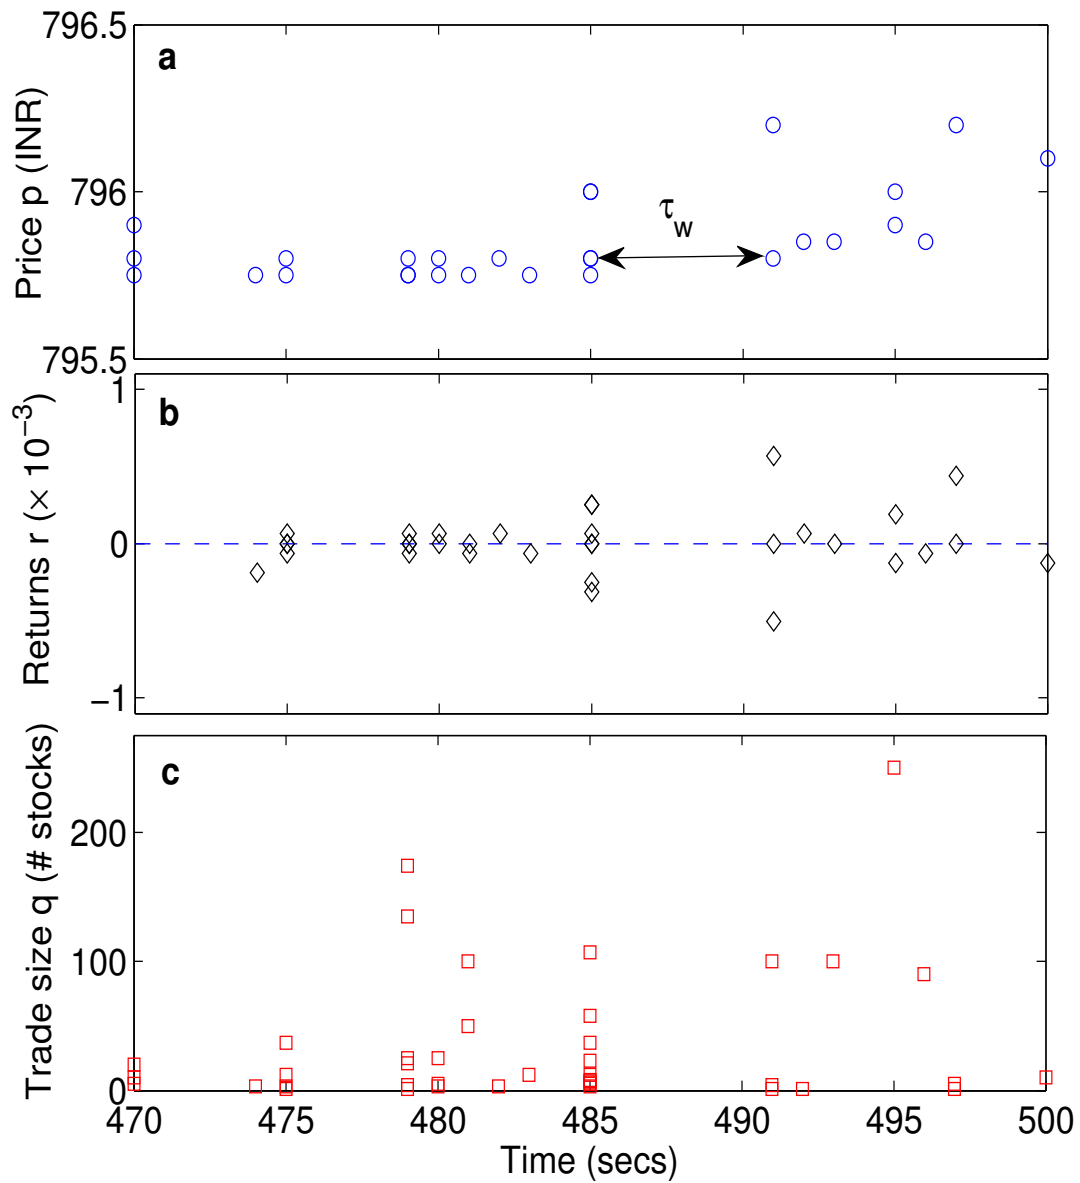 796.5
a
796
795.5
Price p (INR)
τw
1
b
0
−1
Returns r (× 10−3)
c
200
100
0
Trade size q (# stocks)
470 475 480 485 490 495 500
Time (secs)